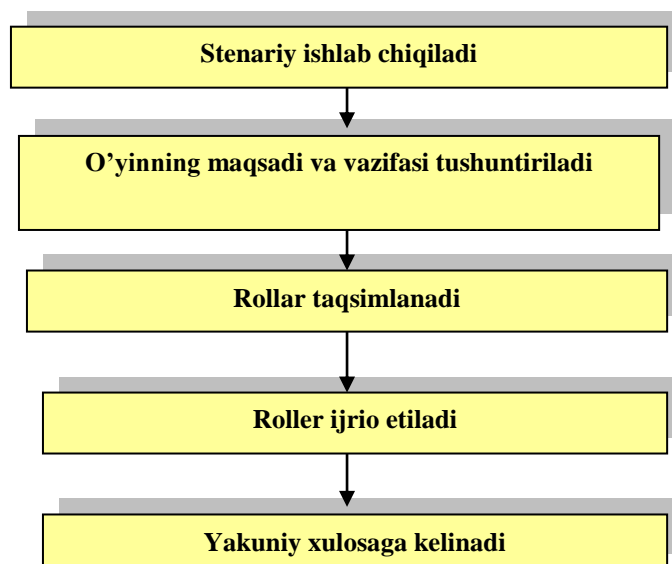 Stenariy ishlab chiqiladi
O'yinning maqsadi va vazifasi tushuntiriladi
Rollar taqsimlanadi
Roller ijrio etiladi
Yakuniy xulosaga kelinadi